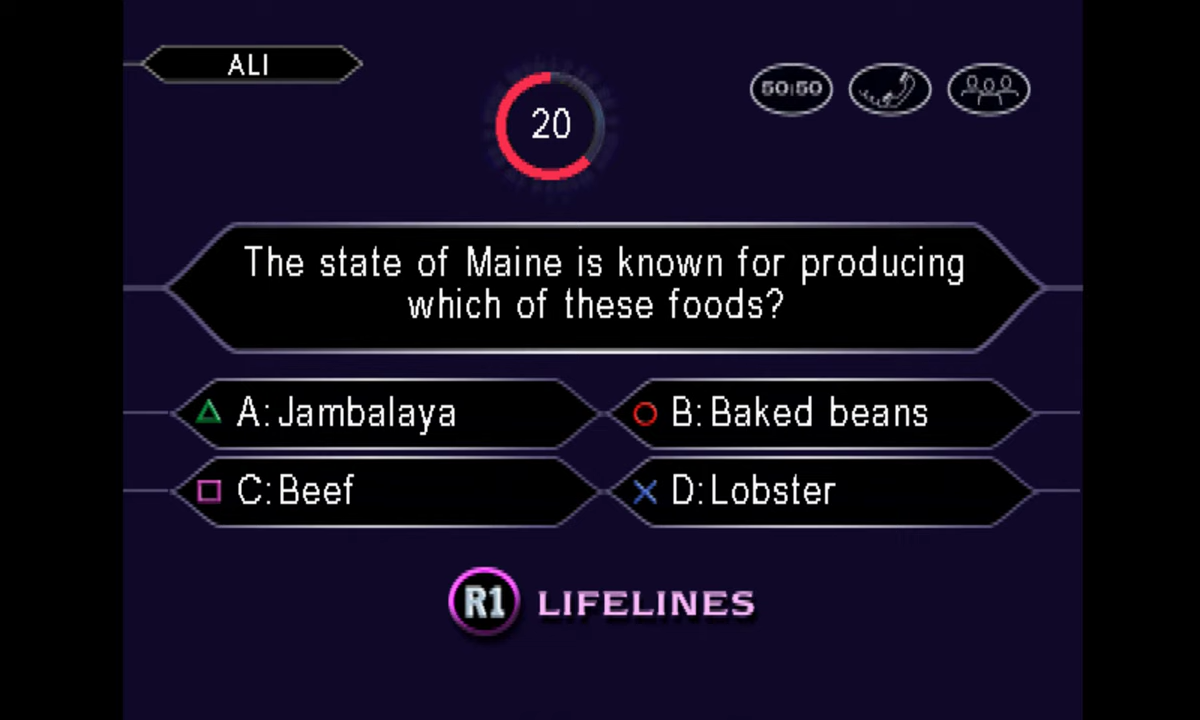 ALI
20
50:50
The state of Maine is known for producing
which of these foods?
A: Jambalaya
B: Baked beans
C: Beef
D: Lobster
R1 LIFELINES